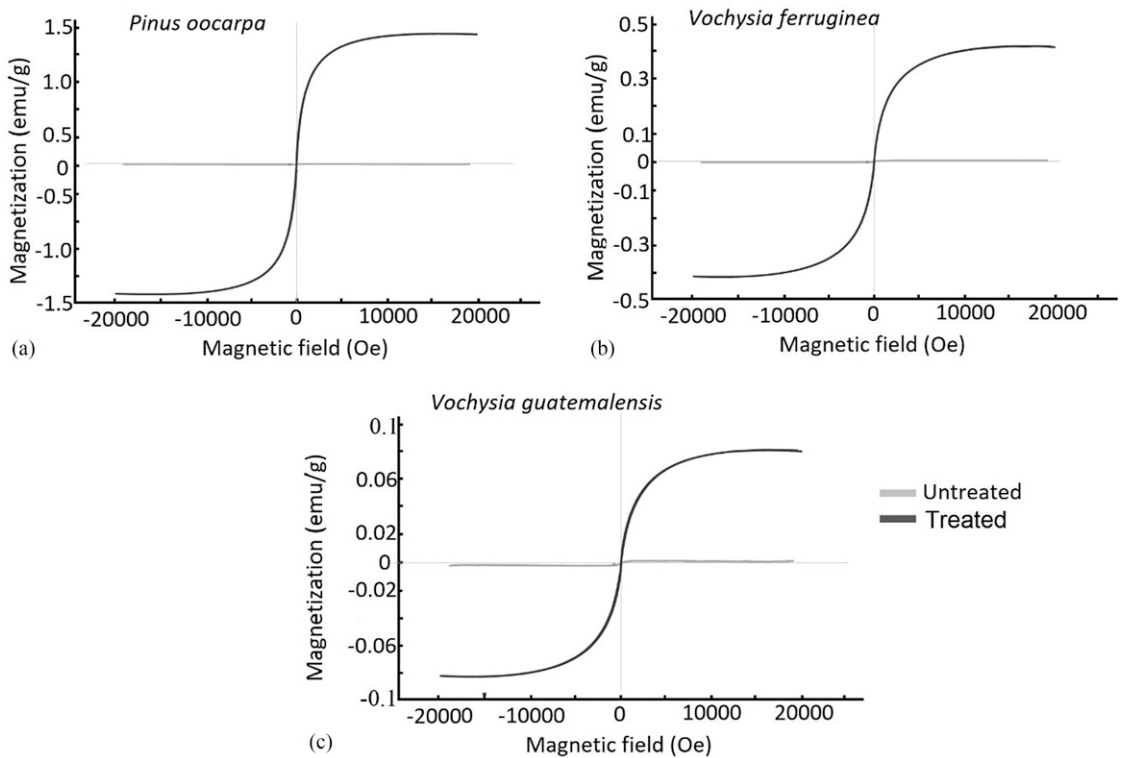 Pinus oocarpa
Magnetization (emu/g)
1.5
1.0
0.5
0
-0.5
-1.0
-1.5
-20000 -10000 0 10000 20000
Magnetic field (Oe)
(a)
Vochysia ferruginea
Magnetization (emu/g)
0.5
0.3
0.1
0
-0.1
-0.3
-0.5
-20000 -10000 0 10000 20000
Magnetic field (Oe)
(b)
Vochysia guatemalensis
Magnetization (emu/g)
0.1
0.06
0.02
0
-0.02
-0.06
-0.1
-20000 -10000 0 10000 20000
Magnetic field (Oe)
(c)
Untreated
Treated